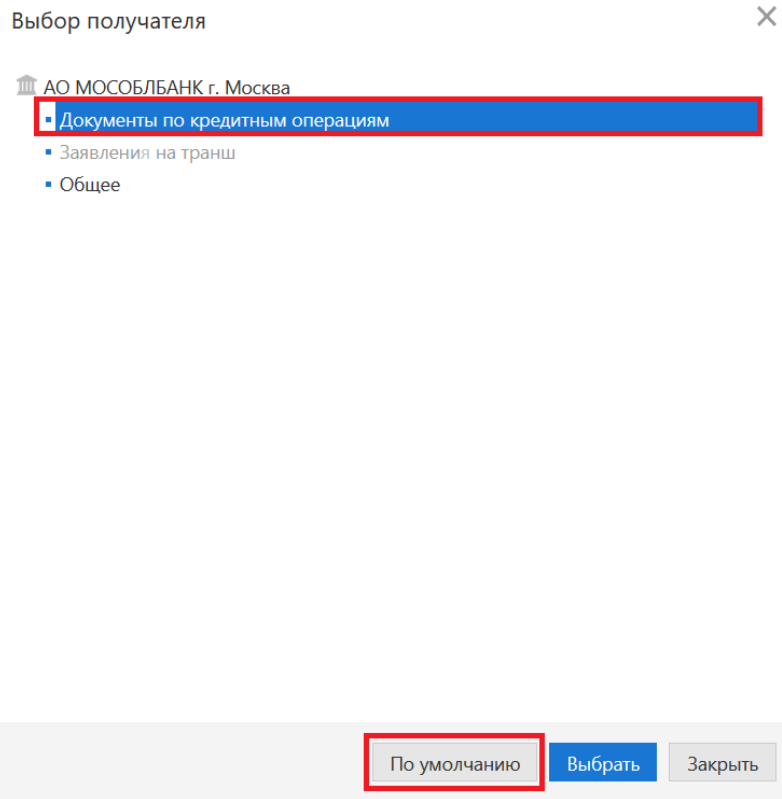 Выбор получателя
АО МОСОБЛБАНК г. Москва
Документы по кредитным операциям
Заявления на транш
Общее
По умолчанию
Выбрать
Закрыть